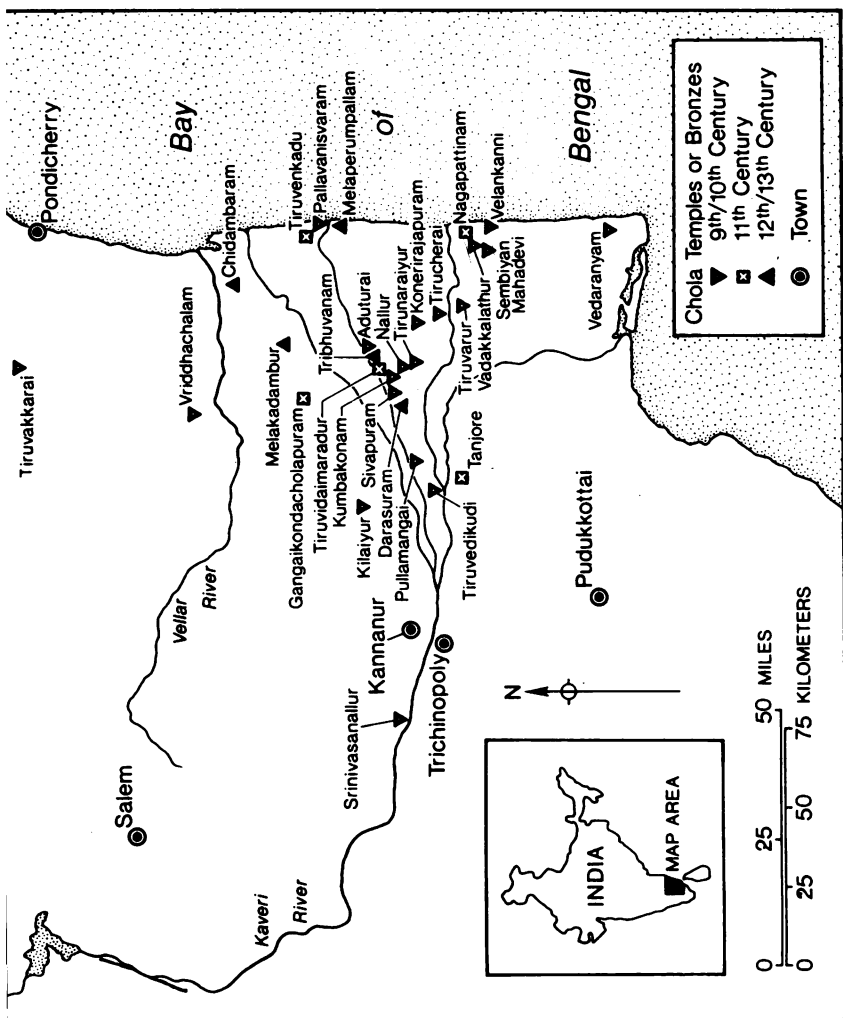 Tiruvakkarai
Pondicherry
Salem
Vriddhachalam
Vellar
River
Bay
of
Bengal
Chidambaram
Melakadambur
Gangaikondacholapuram
Tiruvenkadu
Pallavanisvaram
Melaperumpallam
Tribhuvanam
Aduturai
Nallur
Tirunaraiyur
Konerirajapuram
Tirucherai
Tiruvidaimaradur
Kumbakonam
Sivapuram
Kilaiyur
Darasuram
Pullamangai
Nagapattinam
Velankanni
Sembiyan
Mahadevi
Tiruvarur
Vadakkalathur
Tanjore
Tiruvedikudi
Kannanur
Trichinopoly
Srinivasanallur
Kaveri
River
Pudukkottai
Vedaranyam
N
INDIA
MAP AREA
0 25 50 MILES
0 25 50 75 KILOMETERS
Chola Temples or Bronzes
9th/10th Century
11th Century
12th/13th Century
Town